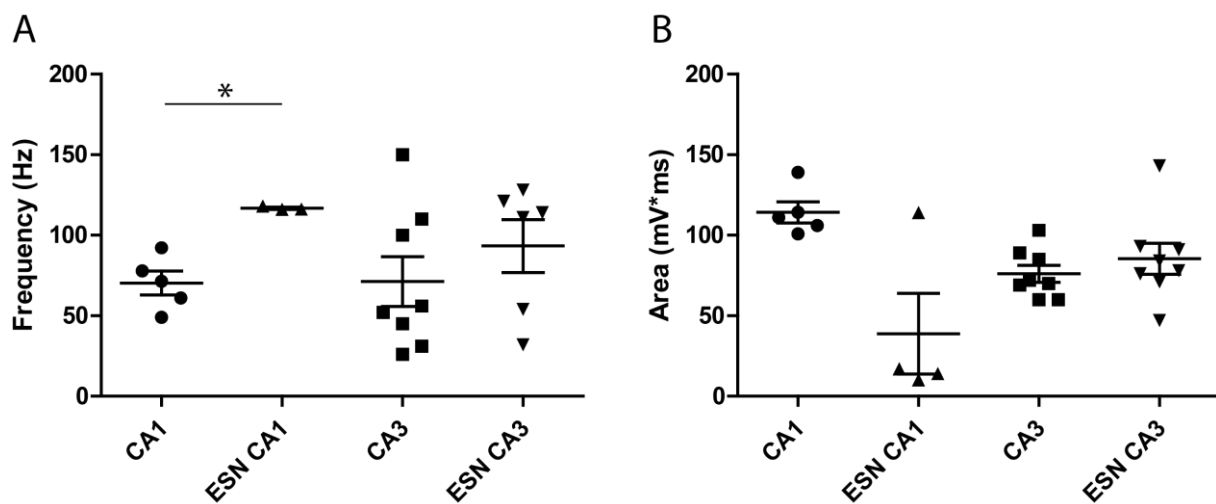 A
Frequency (Hz)
200
150
100
50
0
*
CA1
ESN CA1
CA3
ESN CA3
B
Area (mV*ms)
200
150
100
50
0
CA1
ESN CA1
CA3
ESN CA3